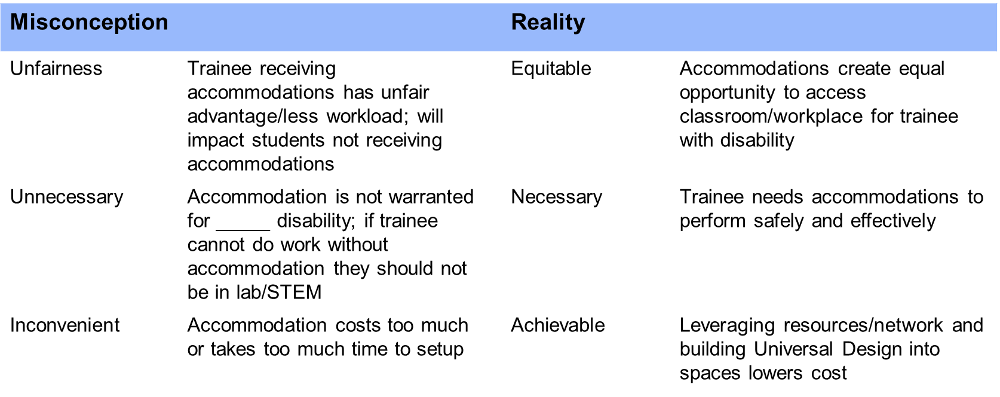 Misconception
Reality
Unfairness
Trainee receiving
accommodations has unfair
advantage/less workload; will
impact students not receiving
accommodations
Equitable
Accommodations create equal
opportunity to access
classroom/workplace for trainee
with disability
Unnecessary
Accommodation is not warranted
for _____ disability; if trainee
cannot do work without
accommodation they should not
be in lab/STEM
Necessary
Trainee needs accommodations to
perform safely and effectively
Inconvenient
Accommodation costs too much
or takes too much time to setup
Achievable
Leveraging resources/network and
building Universal Design into
spaces lowers cost